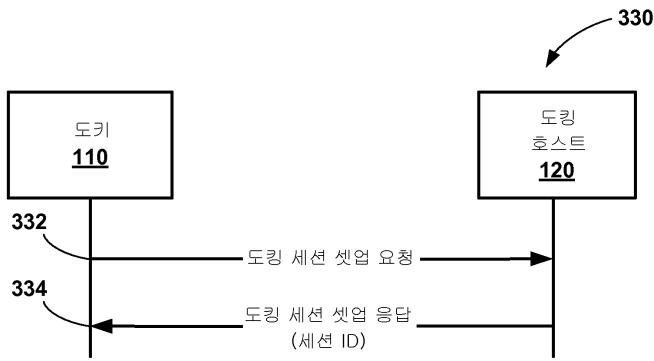 330
도키
110
도킹
호스트
120
332
도킹 세션 셋업 요청
334
도킹 세션 셋업 응답
(세션 ID)